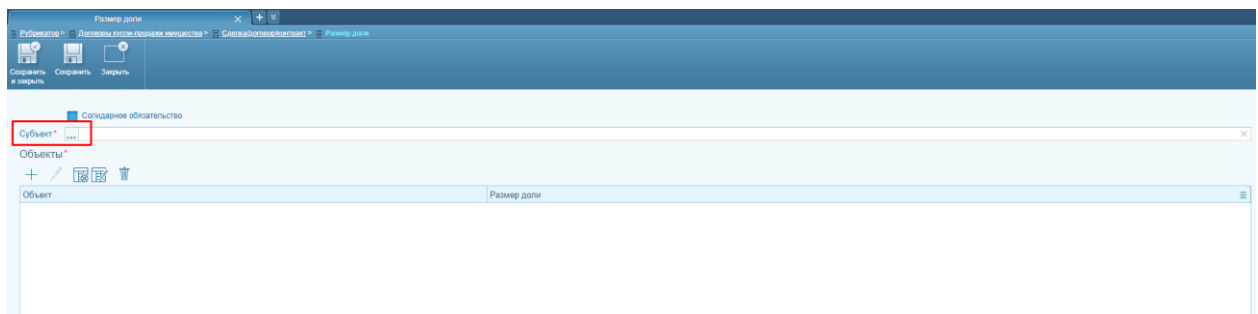 Размер доли
Рубрикатор > Договоры купли-продажи имущества > Сделка/договор/контракт > Размер доли
Сохранить и закрыть
Сохранить
Закрыть
Солидарное обязательство
Субъект * ...
Объекты *
Объект Размер доли